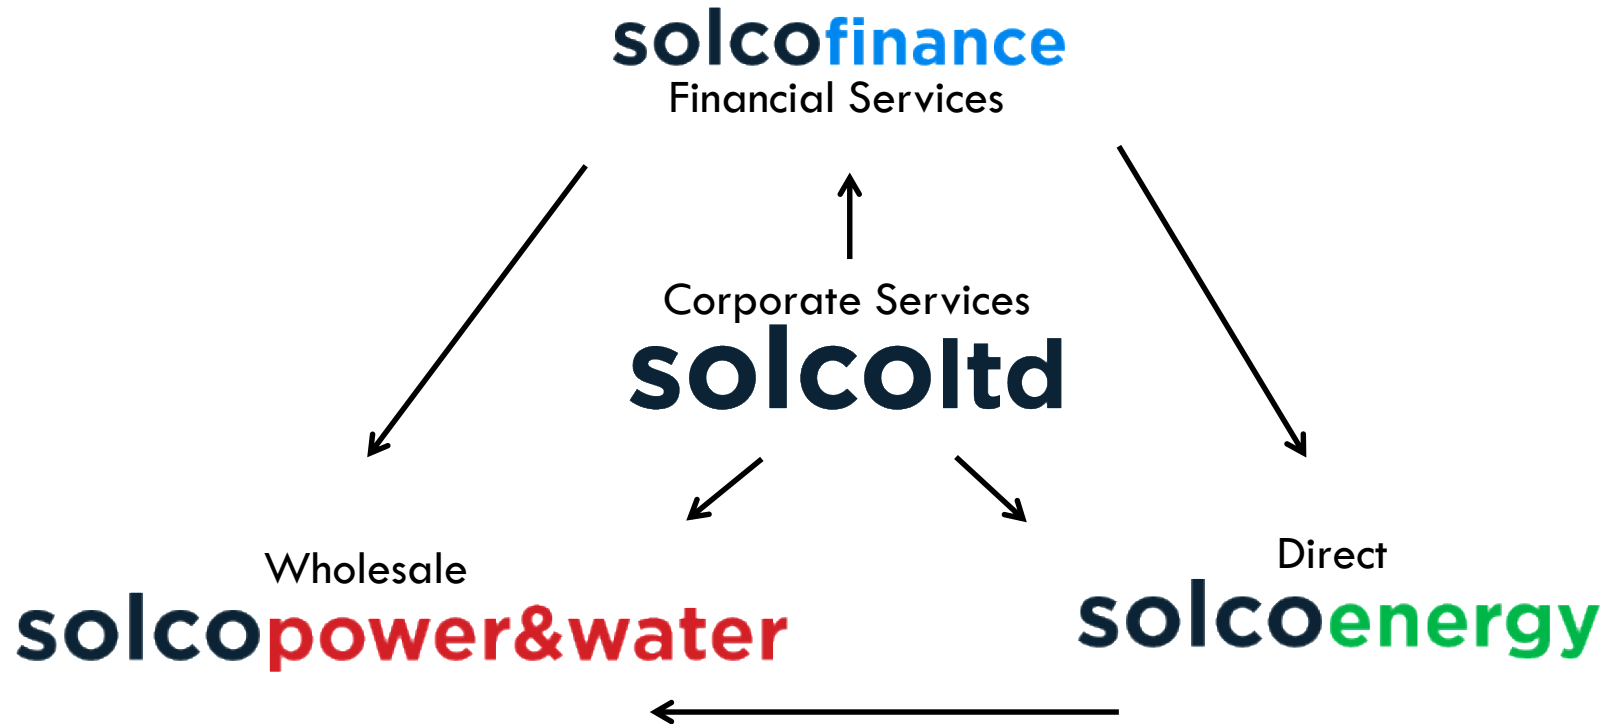 solcofinance
Financial Services
Corporate Services
solcoltd
Wholesale
solcopower&water
Direct
solcoenergy